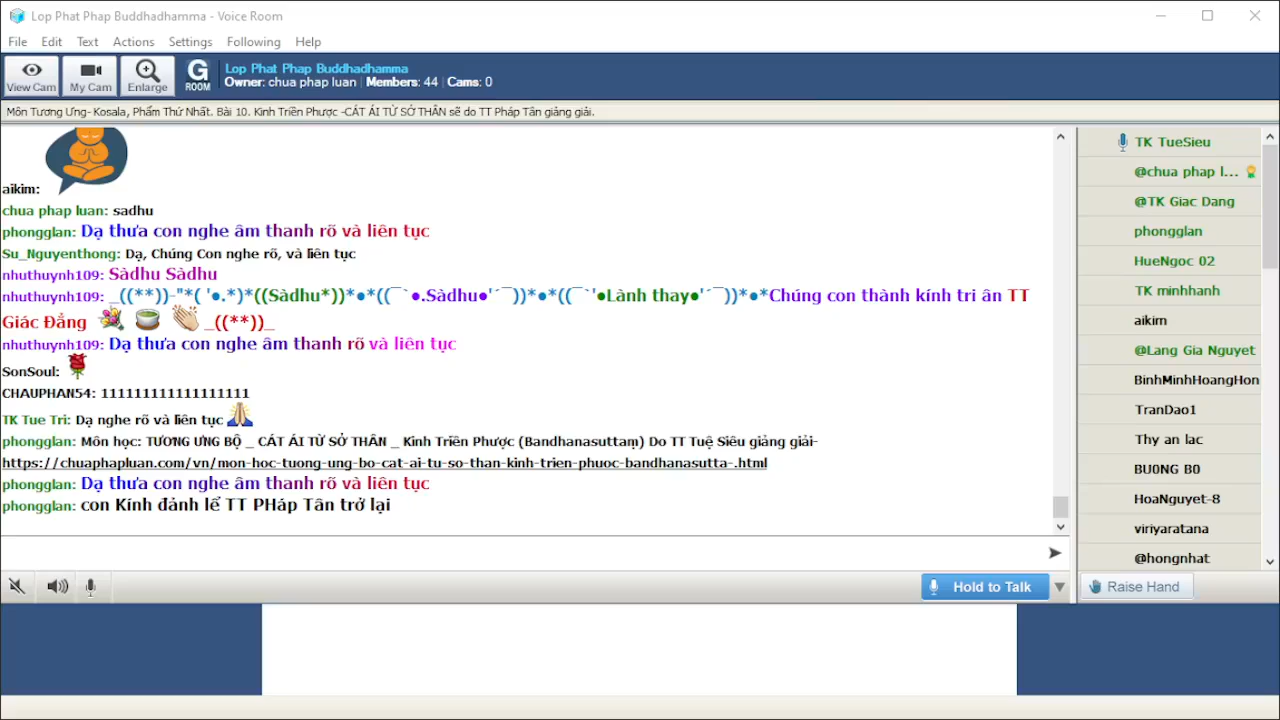 Lop Phat Phap Buddhadhamma - Voice Room
File Edit Text Actions Settings Following Help
View Cam My Cam Enlarge G ROOM
Lop Phat Phap Buddhadhamma
Owner: chua phap luan | Members: 44 | Cams: 0
Môn Tương Ưng- Kosala, Phẩm Thứ Nhất. Bài 10. Kinh Triền Phược -CÁT ÁI TỪ SỞ THÂN sẽ do TT Pháp Tân giảng giải.
aikim:
chua phap luan: sadhu
phongglan: Dạ thưa con nghe âm thanh rõ và liên tục
Su_Nguyenthong: Dạ, Chúng Con nghe rõ, và liên tục
nhuthuynh109: Sàdhu Sàdhu
nhuthuynh109: _((**))-"*( '●.*)*((Sàdhu*))*●*((¯`●.Sàdhu●'´¯))*●*((¯`'●Lành thay●'´¯))*●*Chúng con thành kính tri ân TT
Giác Đẳng _((**))_
nhuthuynh109: Dạ thưa con nghe âm thanh rõ và liên tục
SonSoul:
CHAUPHAN54: 111111111111111111
TK Tue Tri: Dạ nghe rõ và liên tục
phongglan: Môn học: TƯƠNG ƯNG BỘ _ CÁT ÁI TỪ SỞ THÂN _ Kinh Triền Phược (Bandhanasuttaṃ) Do TT Tuệ Siêu giảng giải-
https://chuaphapluan.com/vn/mon-hoc-tuong-ung-bo-cat-ai-tu-so-than-kinh-trien-phuoc-bandhanasutta-.html
phongglan: Dạ thưa con nghe âm thanh rõ và liên tục
phongglan: con Kính đảnh lể TT PHáp Tân trở lại
Hold to Talk
TK TueSieu
@chua phap l...
@TK Giac Dang
phongglan
HueNgoc 02
TK minhhanh
aikim
@Lang Gia Nguyet
BinhMinhHoangHon
TranDao1
Thy an lac
BU0NG B0
HoaNguyet-8
viriyaratana
@hongnhat
Raise Hand